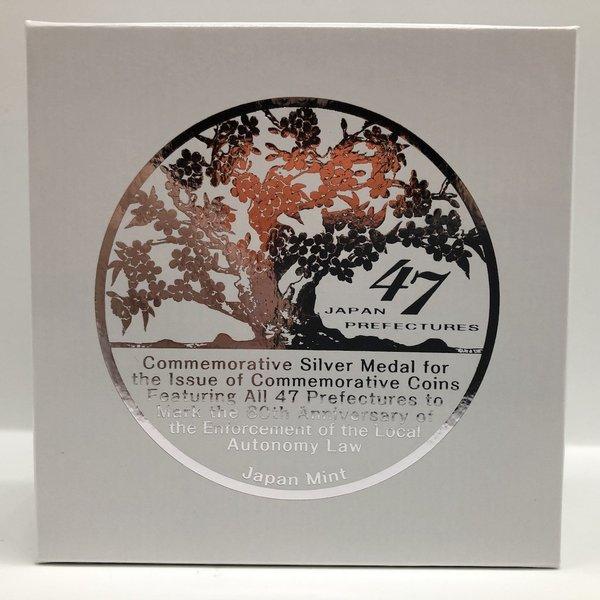 47
JAPAN
PREFECTURES
Commemorative Silver Medal for
the Issue of Commemorative Coins
Featuring All 47 Prefectures to
Mark the 60th Anniversary of
the Enforcement of the Local
Autonomy Law
Japan Mint